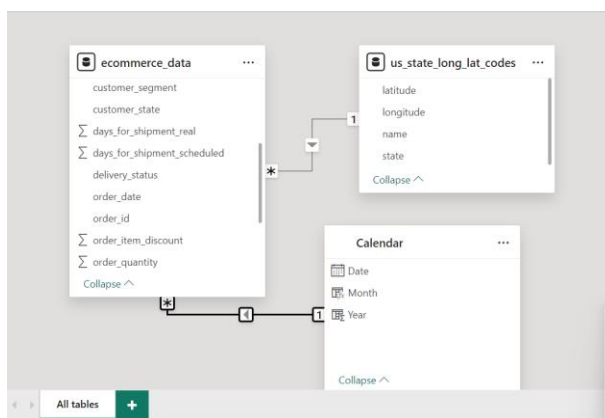 ecommerce_data
customer_segment
customer_state
∑ days_for_shipment_real
∑ days_for_shipment_scheduled
delivery_status
order_date
order_id
∑ order_item_discount
∑ order_quantity
Collapse
us_state_long_lat_codes
latitude
longitude
name
state
Collapse
1
*
Calendar
Date
Month
Year
Collapse
*
1
All tables
+